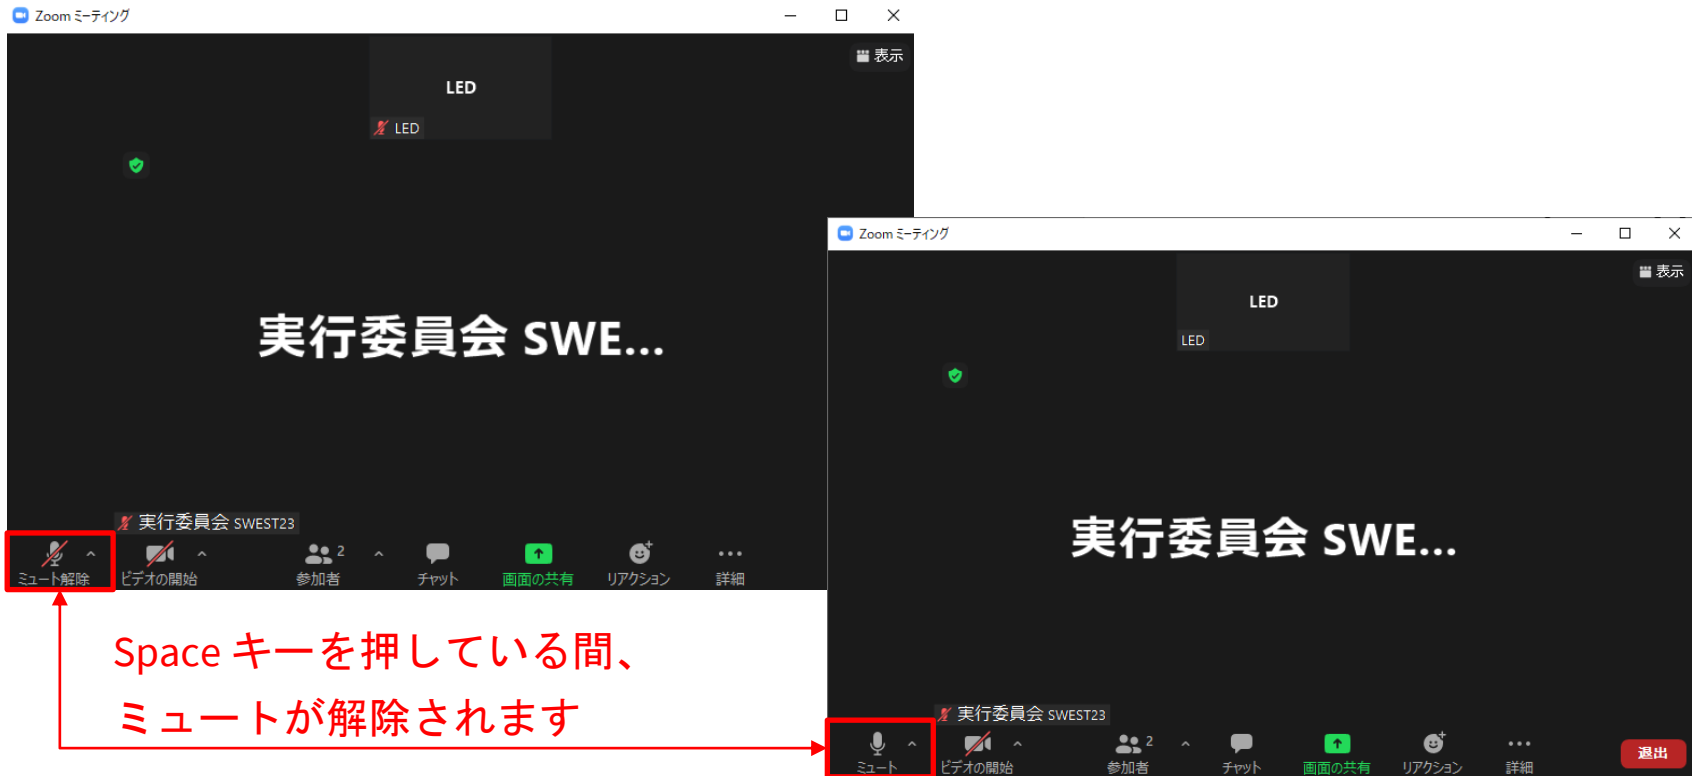 Zoom ミーティング
表示
LED
LED
実行委員会 SWE...
実行委員会 SWEST23
ミュート解除
ビデオの開始
2
参加者
チャット
画面の共有
リアクション
詳細
Space キーを押している間、
ミュートが解除されます
Zoom ミーティング
表示
LED
LED
実行委員会 SWE...
実行委員会 SWEST23
ミュート
ビデオの開始
2
参加者
チャット
画面の共有
リアクション
詳細
退出